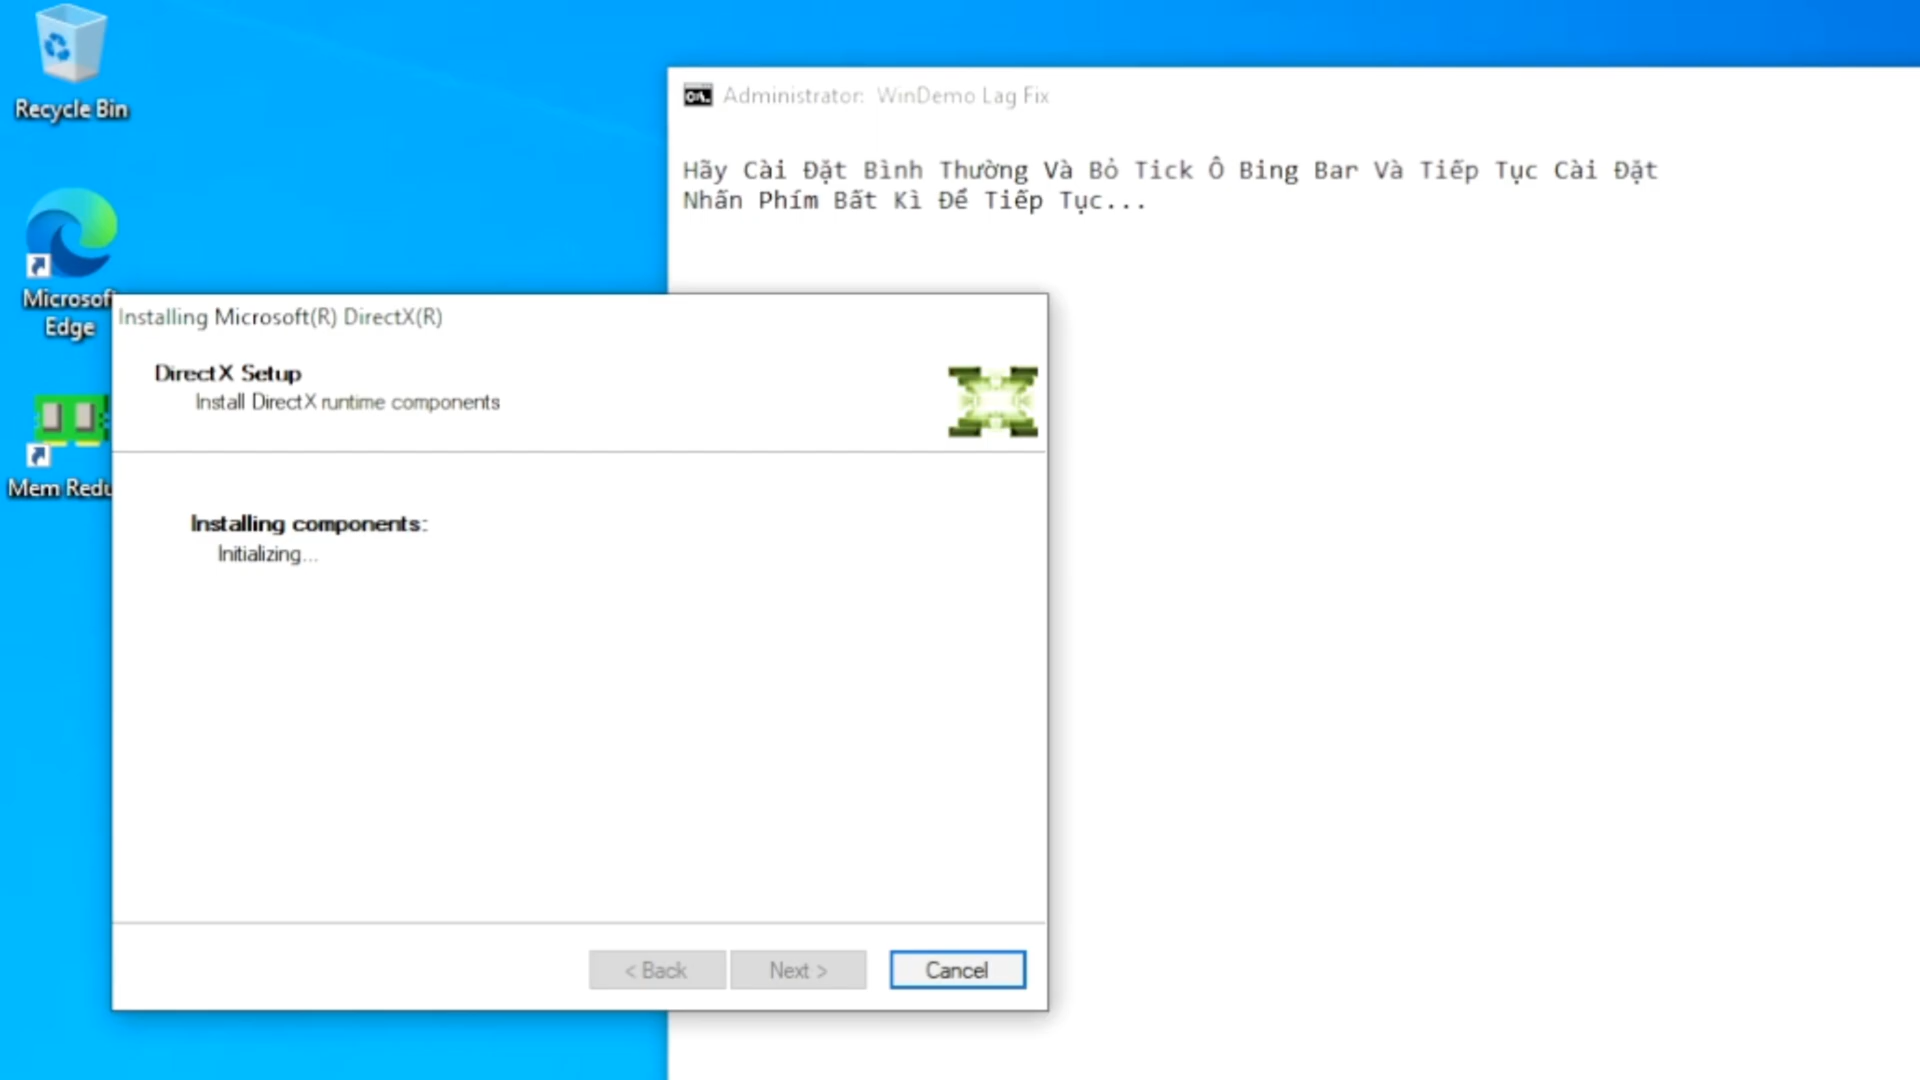 Recycle Bin
Administrator: WinDemo Lag Fix
Hãy Cài Đặt Bình Thường Và Bỏ Tick Ô Bing Bar Và Tiếp Tục Cài Đặt
Nhấn Phím Bất Kì Để Tiếp Tục...
Microsoft
Edge
Mem Redu
Installing Microsoft(R) DirectX(R)
DirectX Setup
Install DirectX runtime components
Installing components:
Initializing...
< Back
Next >
Cancel